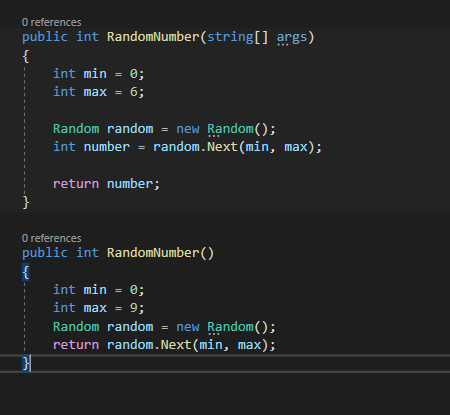 0 references
public int RandomNumber(string[] args)
{
int min = 0;
int max = 6;
Random random = new Random();
int number = random.Next(min, max);
return number;
}
0 references
public int RandomNumber()
{
int min = 0;
int max = 9;
Random random = new Random();
return random.Next(min, max);
}